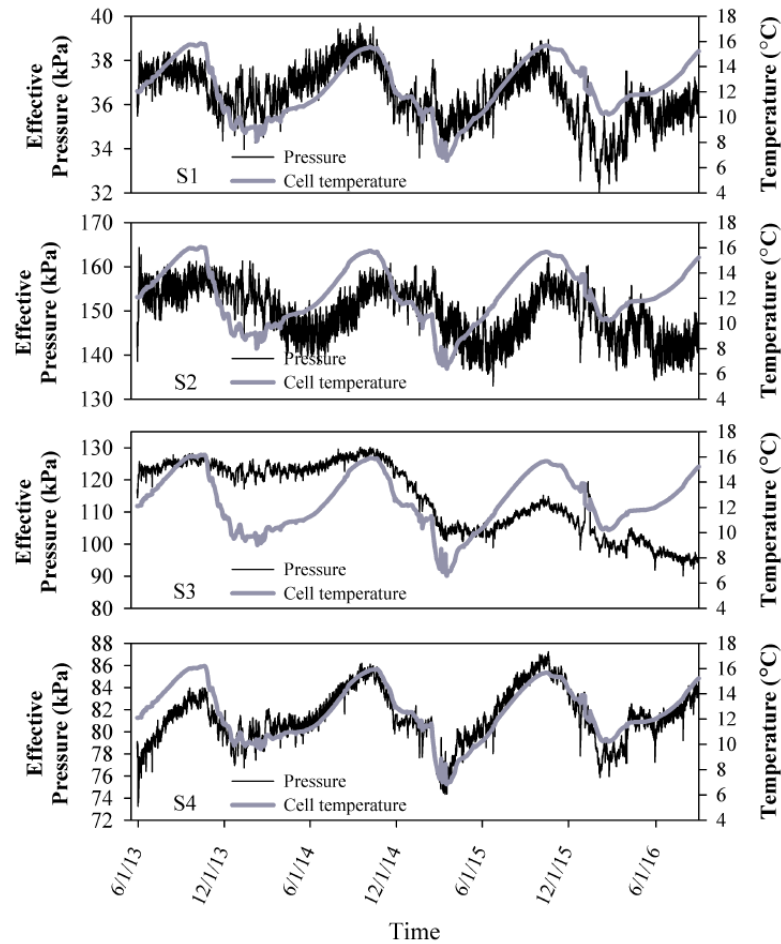 40
38
36
34
32
Effective
Pressure (kPa)
18
16
14
12
10
8
6
4
Temperature (°C)
S1
Pressure
Cell temperature
170
160
150
140
130
Effective
Pressure (kPa)
18
16
14
12
10
8
6
4
Temperature (°C)
S2
Pressure
Cell temperature
130
120
110
100
90
80
Effective
Pressure (kPa)
18
16
14
12
10
8
6
4
Temperature (°C)
S3
Pressure
Cell temperature
88
86
84
82
80
78
76
74
72
Effective
Pressure (kPa)
18
16
14
12
10
8
6
4
Temperature (°C)
S4
Pressure
Cell temperature
6/1/13
12/1/13
6/1/14
12/1/14
6/1/15
12/1/15
6/1/16
Time